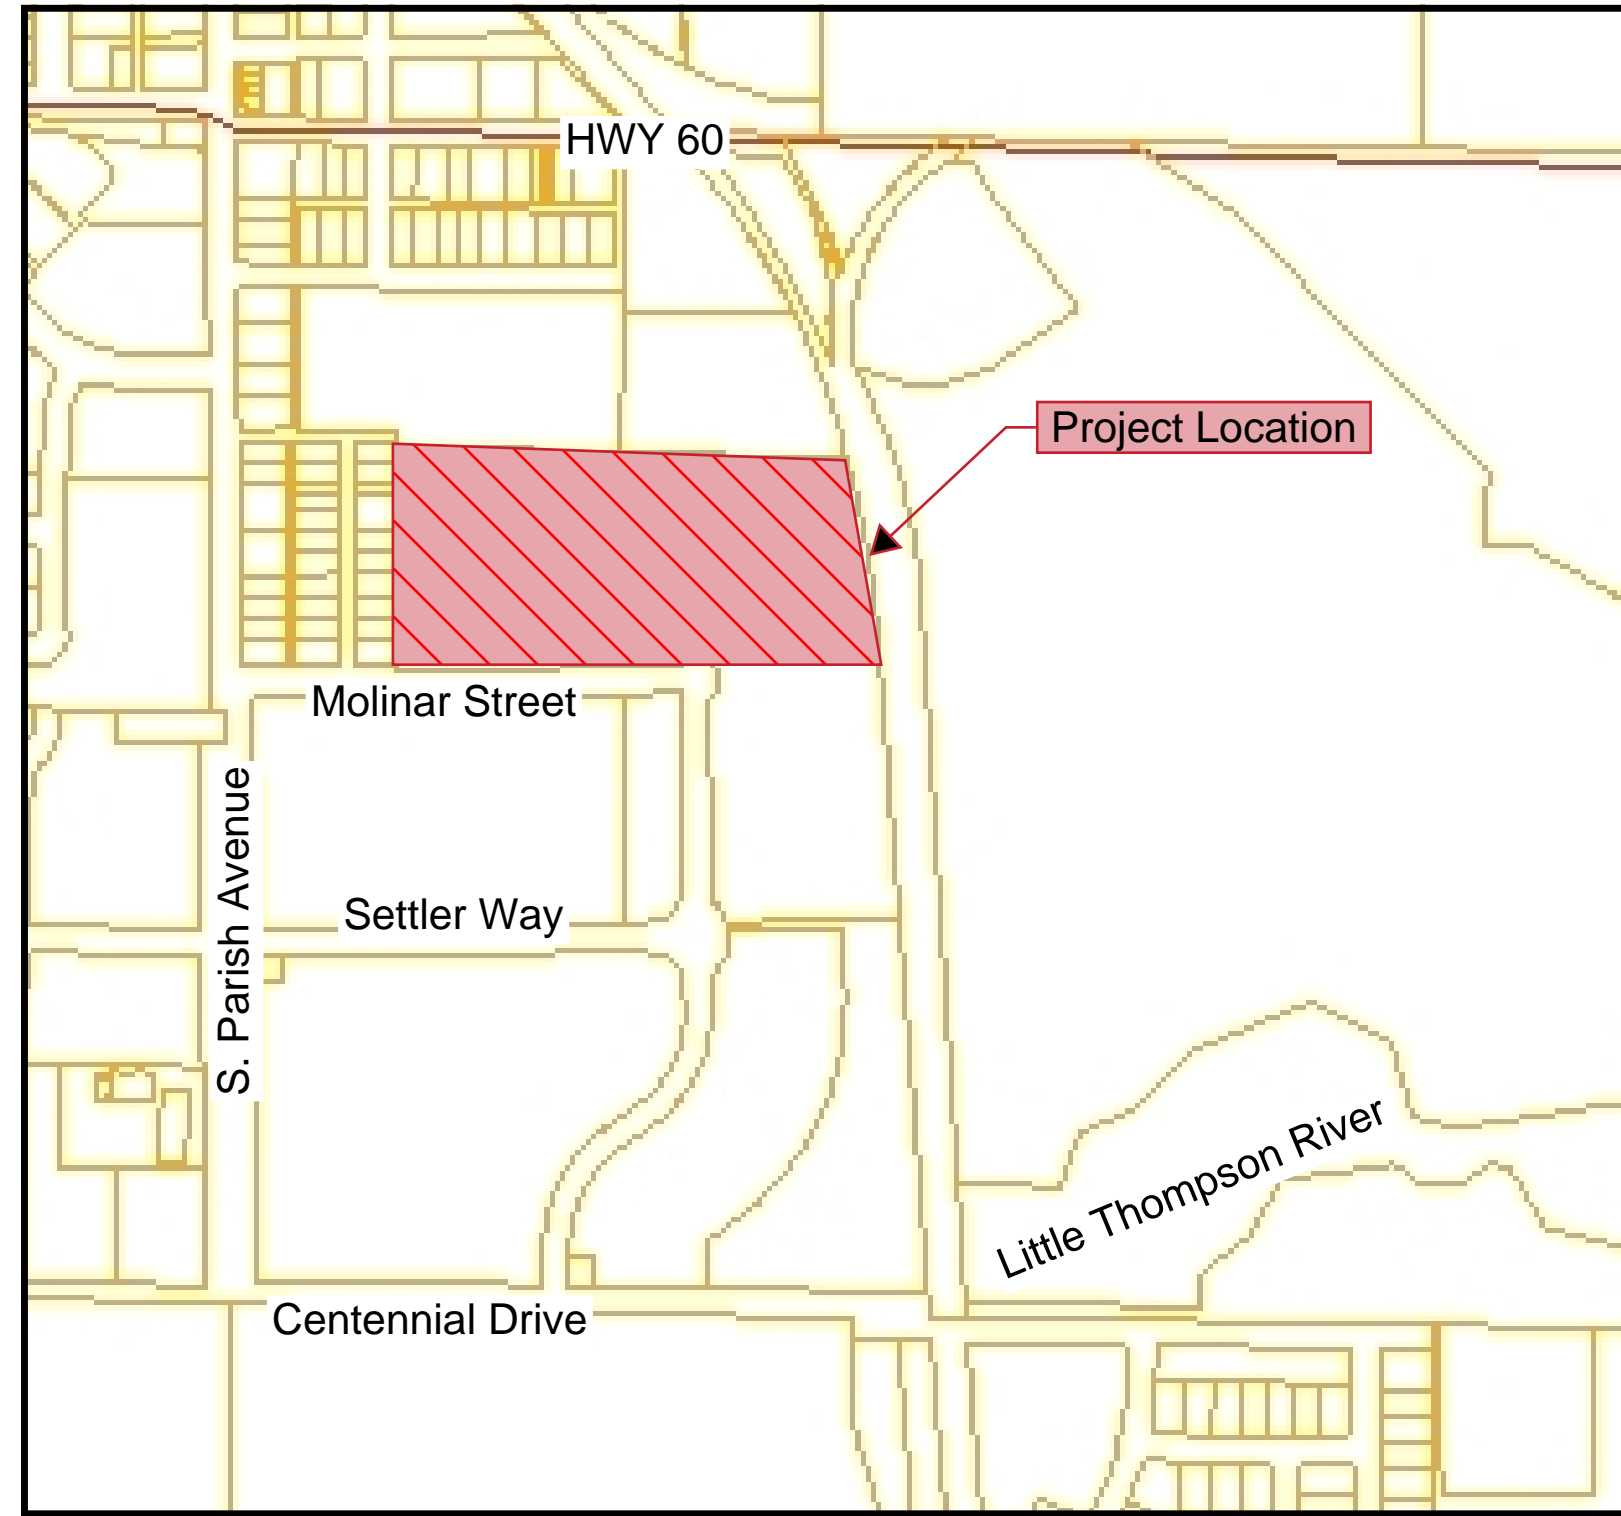 HWY 60
Project Location
Molinar Street
S. Parish Avenue
Settler Way
Little Thompson River
Centennial Drive